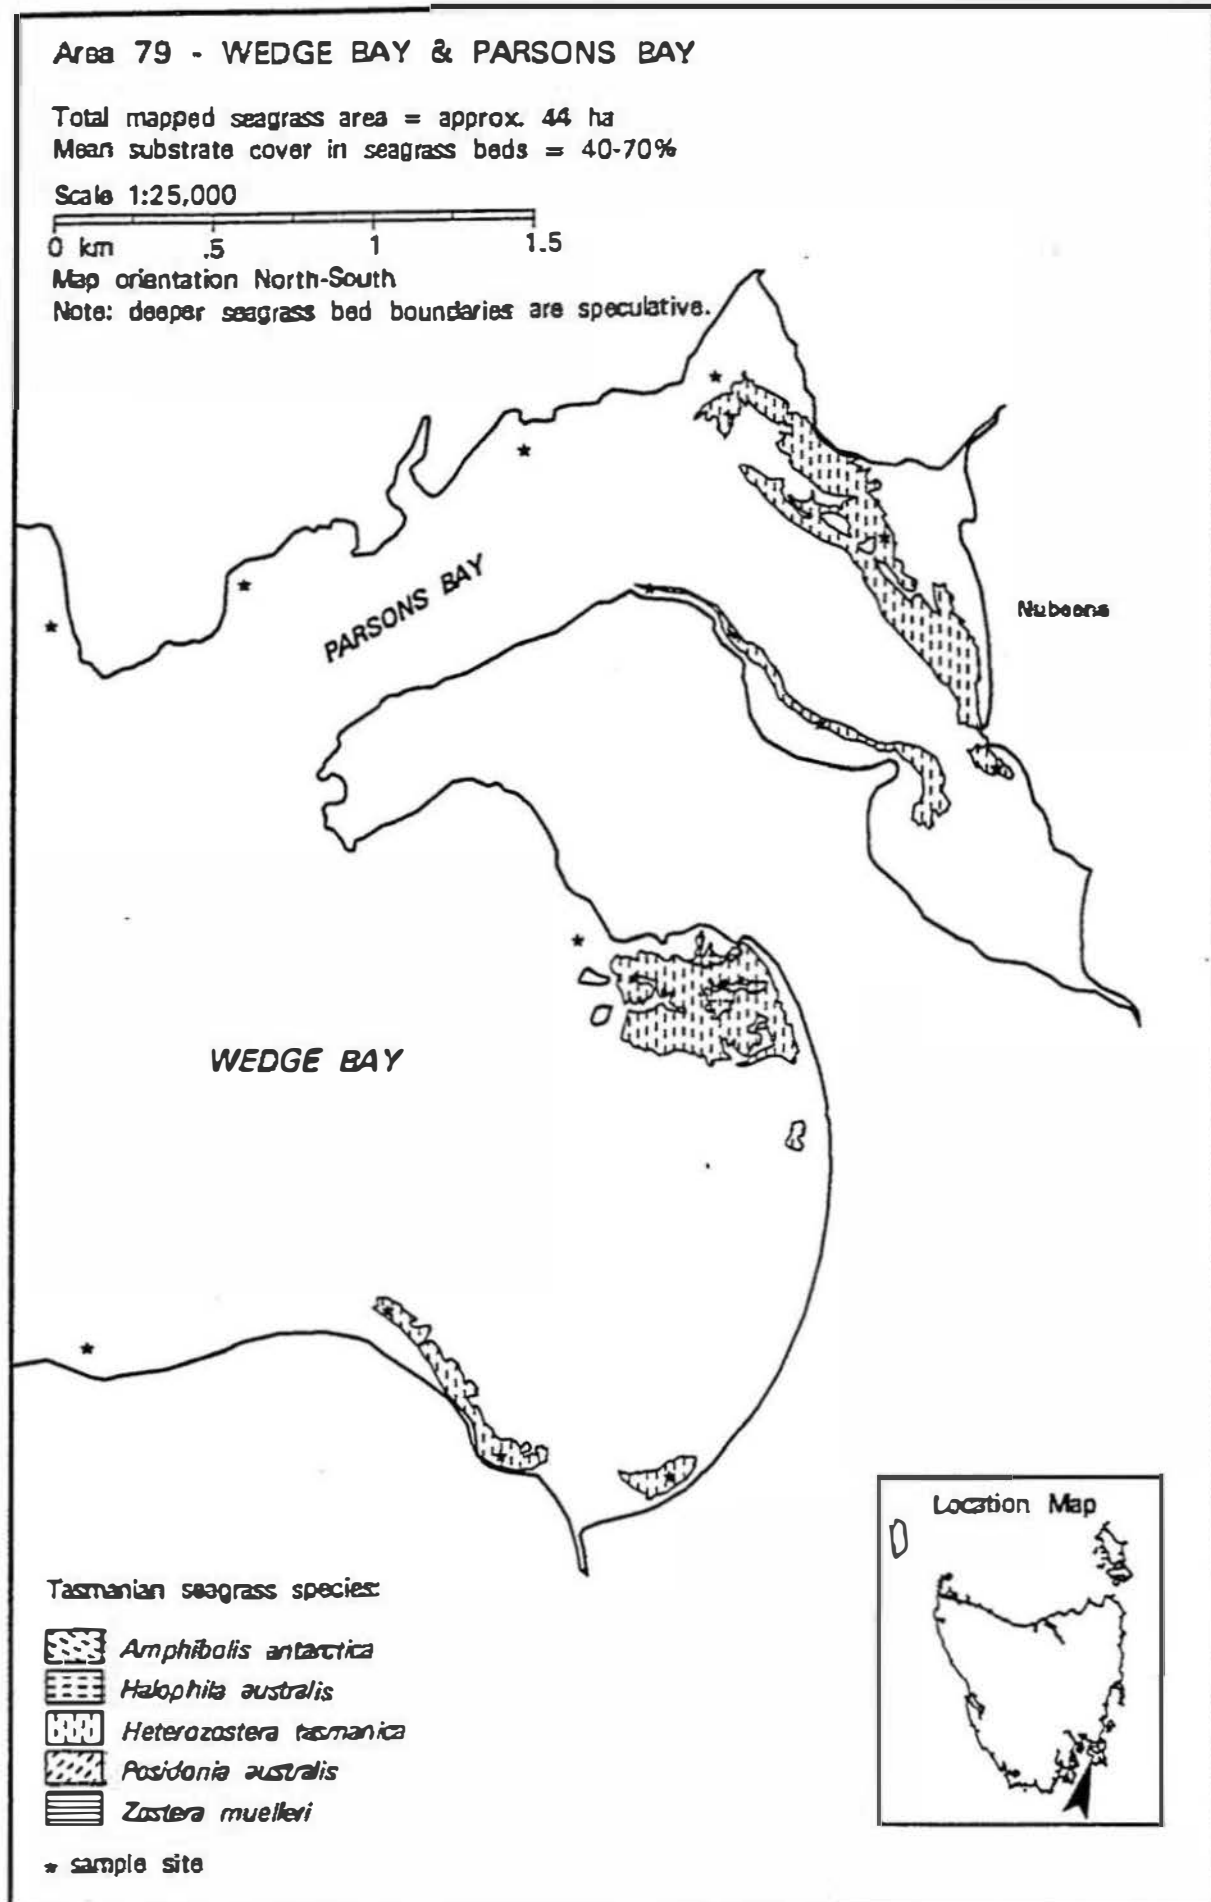 Area 79 - WEDGE BAY & PARSONS BAY
Total mapped seagrass area = approx. 44 ha
Mean substrate cover in seagrass beds = 40-70%
Scale 1:25,000
0 km .5 1 1.5
Map orientation North-South
Note: deeper seagrass bed boundaries are speculative.
PARSONS BAY
Nubeena
WEDGE BAY
Location Map
Tasmanian seagrass species:
Amphibolis antarctica
Halophila australis
Heterozostera tasmanica
Posidonia australis
Zostera muelleri
* sample site